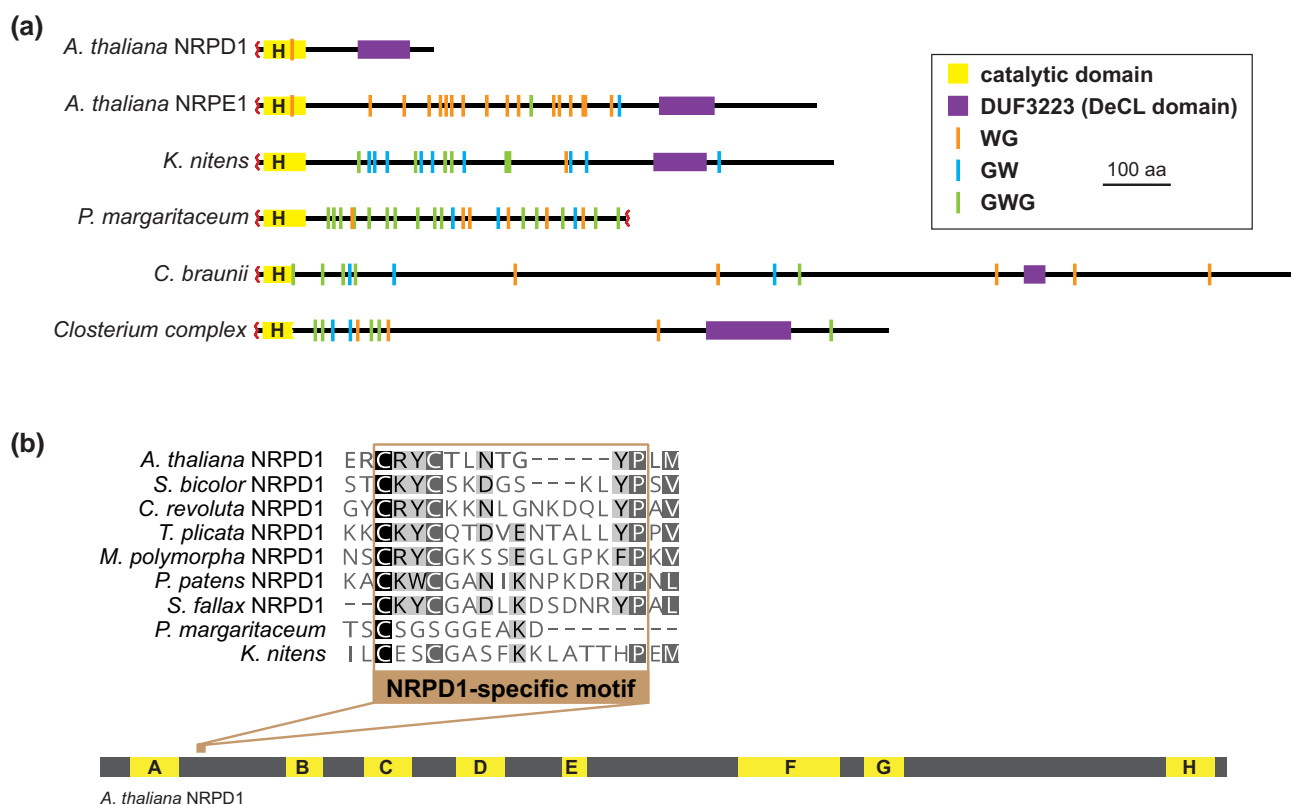 (a)
A. thaliana NRPD1
H
A. thaliana NRPE1
H
K. nitens
H
P. margaritaceum
H
C. braunii
H
Closterium complex
H
catalytic domain
DUF3223 (DeCL domain)
WG
GW
GWG
100 aa
(b)
A. thaliana NRPD1 ERCRYCTLNTG-----YPLM
S. bicolor NRPD1 STCKYCSKDGS---KLYPSV
C. revoluta NRPD1 GYCRYCKKNLGNKDQLYPAV
T. plicata NRPD1 KKCKYCQTDVENTALLYPPV
M. polymorpha NRPD1 NSCRYCGKSSEGLGPKFPKV
P. patens NRPD1 KACKWCGANIKNPKDRYPNL
S. fallax NRPD1 --CKYCGADLKDSDNRYPAL
P. margaritaceum TSCSGSGGEAKD--------
K. nitens ILCESCGASFKKLATTHPEM
NRPD1-specific motif
A B C D E F G H
A. thaliana NRPD1